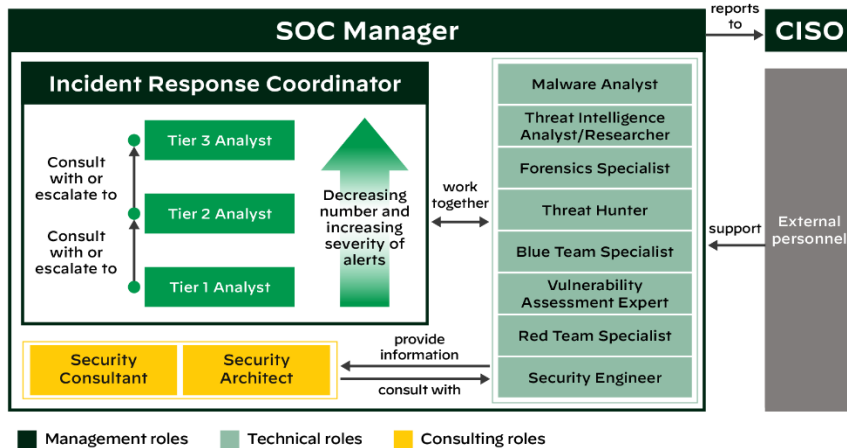 SOC Manager
reports
to
CISO
Incident Response Coordinator
Consult
with or
escalate to
Consult
with or
escalate to
Tier 3 Analyst
Tier 2 Analyst
Tier 1 Analyst
Decreasing
number and
increasing
severity of
alerts
work
together
Malware Analyst
Threat Intelligence
Analyst/Researcher
Forensics Specialist
Threat Hunter
Blue Team Specialist
Vulnerability
Assessment Expert
Red Team Specialist
Security Engineer
support
External
personnel
Security
Consultant
Security
Architect
provide
information
consult with
Management roles
Technical roles
Consulting roles